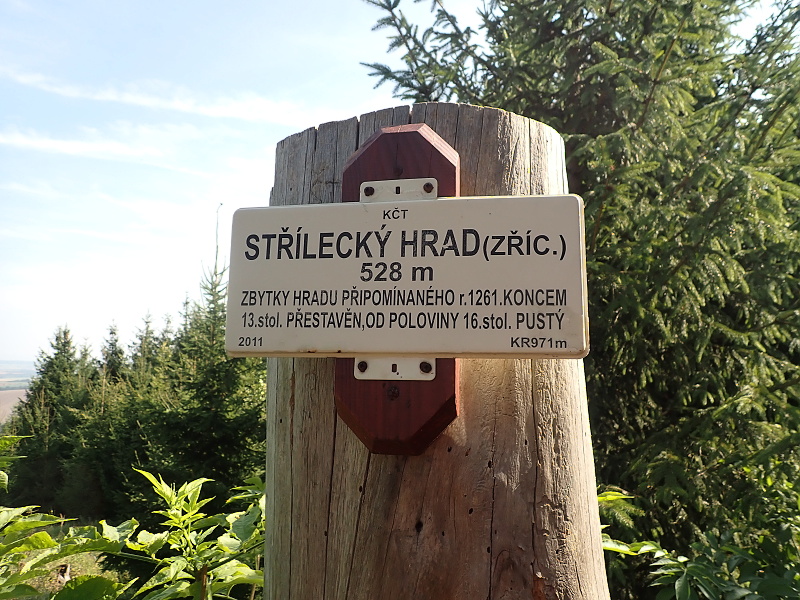 KČT
STŘÍLECKÝ HRAD(ZŘÍC.)
528 m
ZBYTKY HRADU PŘIPOMÍNANÉHO r.1261.KONCEM
13.stol. PŘESTAVĚN,OD POLOVINY 16.stol. PUSTÝ
2011 KR971m